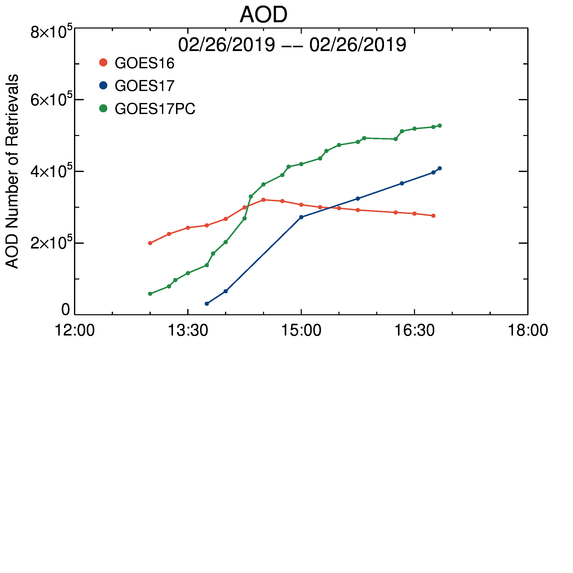 AOD
02/26/2019 −− 02/26/2019
GOES16
GOES17
GOES17PC
AOD Number of Retrievals
8×10⁵
6×10⁵
4×10⁵
2×10⁵
0
12:00 13:30 15:00 16:30 18:00